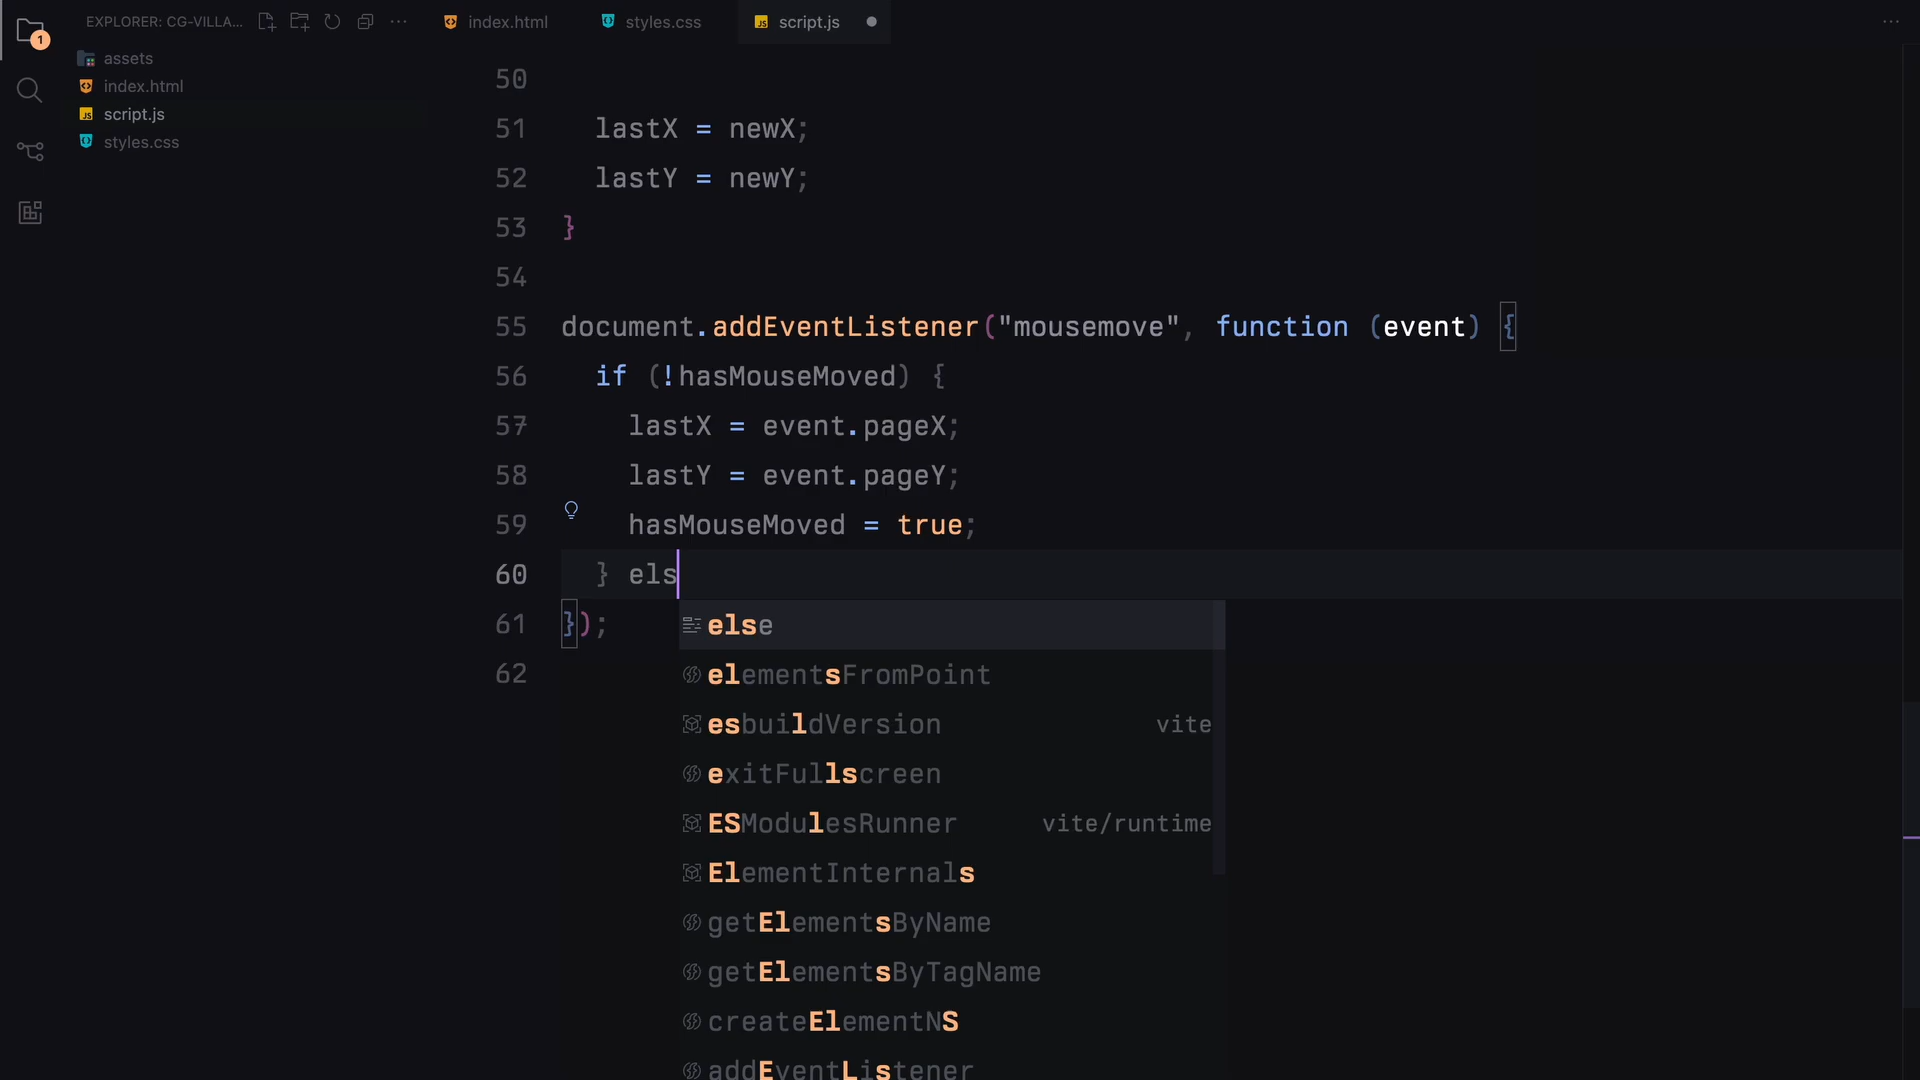 1
EXPLORER: CG-VILLA...
index.html
styles.css
script.js
assets
index.html
script.js
styles.css
50
51 lastX = newX;
52 lastY = newY;
53 }
54
55 document.addEventListener("mousemove", function (event) {
56 if (!hasMouseMoved) {
57 lastX = event.pageX;
58 lastY = event.pageY;
59 hasMouseMoved = true;
60 } els
61 });
62
else
elementsFromPoint
esbuildVersion vite
exitFullscreen
ESModulesRunner vite/runtime
ElementInternals
getElementsByName
getElementsByTagName
createElementNS
addEventListener